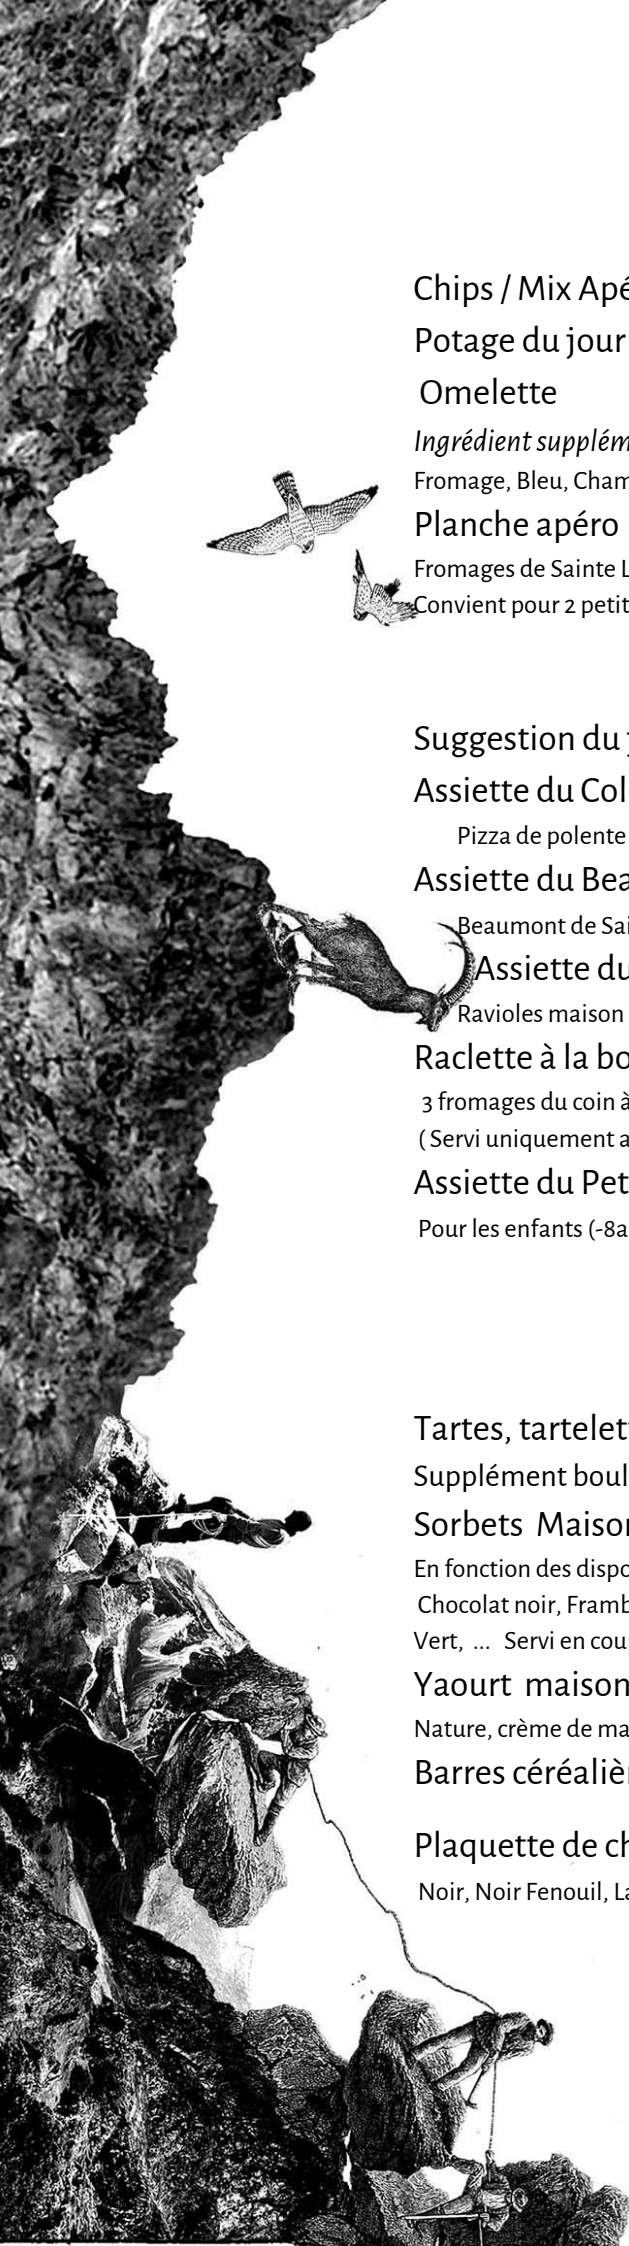 Chips / Mix Apé
Potage du jour
Omelette
Ingrédient supplém
Fromage, Bleu, Cham
Planche apéro
Fromages de Sainte L
Convient pour 2 petit
Suggestion du j
Assiette du Col
Pizza de polente
Assiette du Bea
Beaumont de Sai
Assiette du
Ravioles maison
Raclette à la bo
3 fromages du coin à
( Servi uniquement a
Assiette du Pet
Pour les enfants (-8a
Tartes, tartelet
Supplément boul
Sorbets Maison
En fonction des dispo
Chocolat noir, Framb
Vert, ... Servi en cou
Yaourt maison
Nature, crème de ma
Barres céréaliè
Plaquette de ch
Noir, Noir Fenouil, La